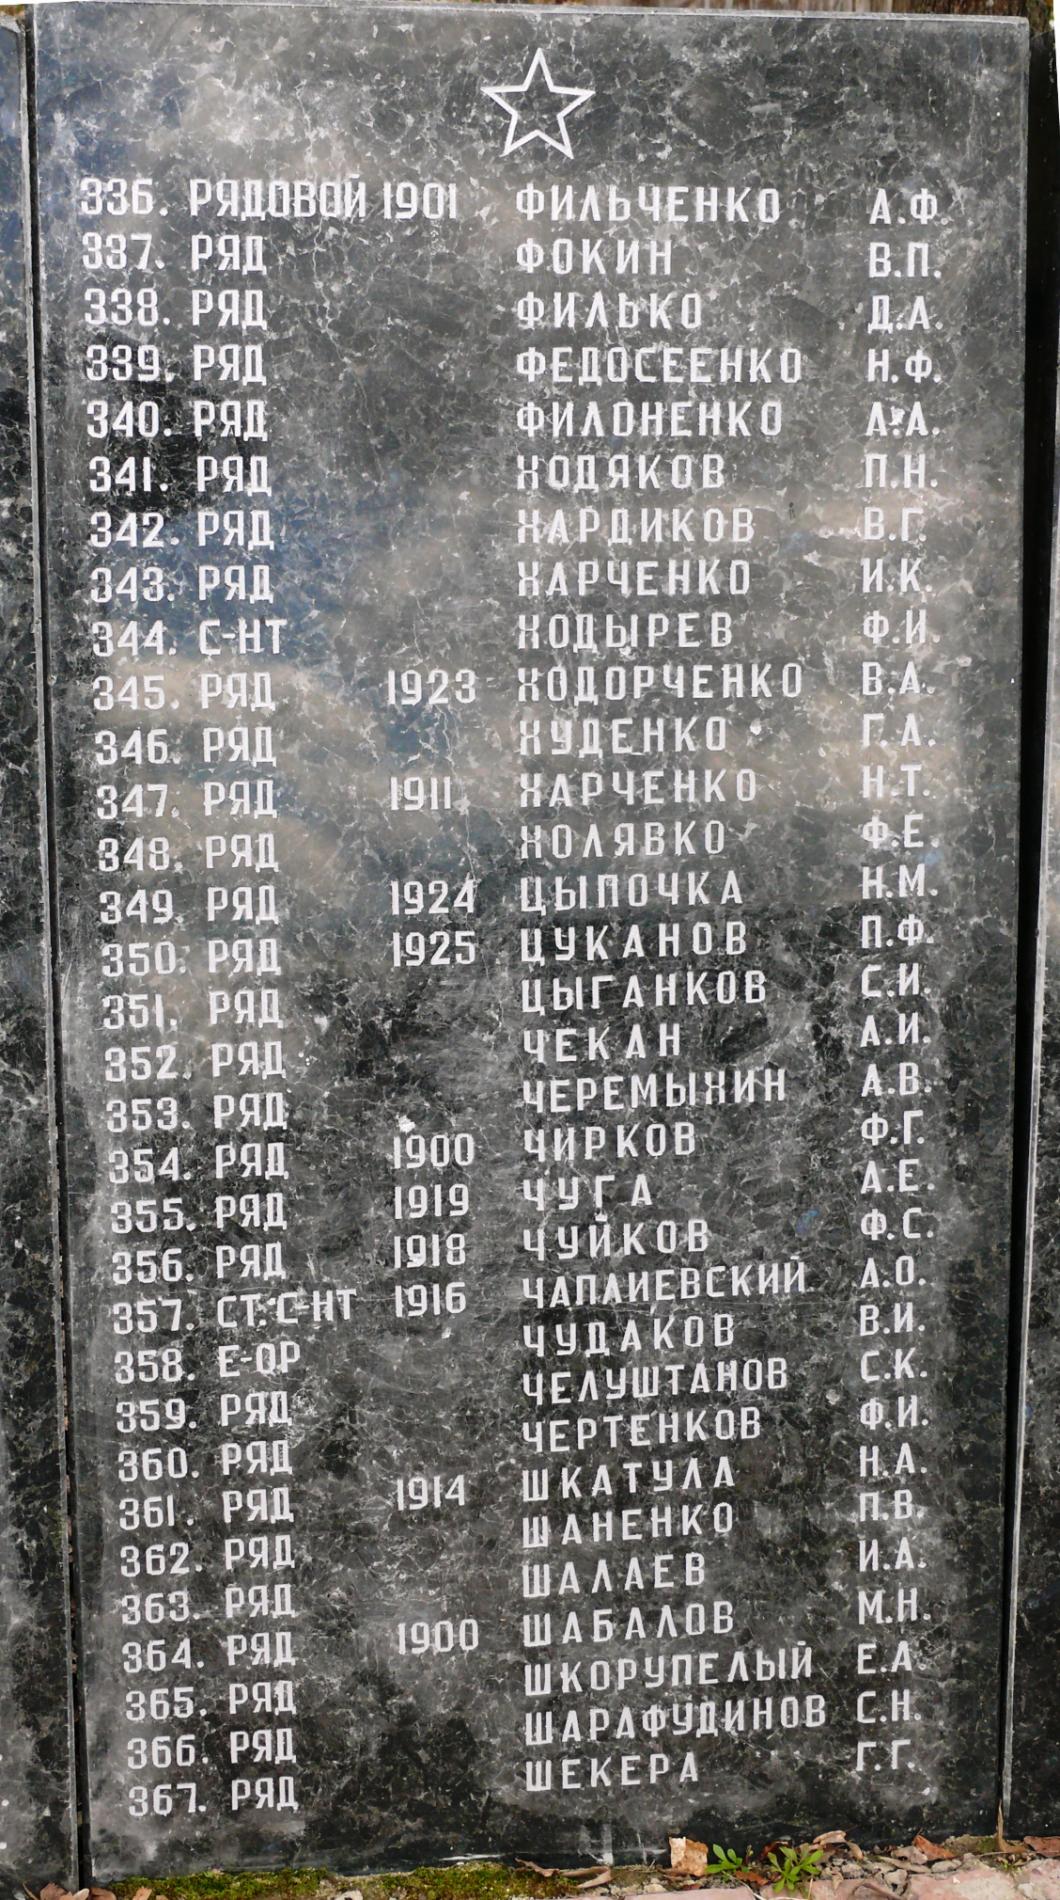 336. РЯДОВОЙ 1901 ФИЛЬЧЕНКО А.Ф.
337. РЯД ФОКИН В.П.
338. РЯД ФИЛЬКО Д.А.
339. РЯД ФЕДОСЕЕНКО Н.Ф.
340. РЯД ФИЛОНЕНКО А.А.
341. РЯД ХОДЯКОВ П.Н.
342. РЯД ХАРДИКОВ В.Г.
343. РЯД ХАРЧЕНКО И.К.
344. С-НТ ХОДЫРЕВ Ф.И.
345. РЯД 1923 ХОДОРЧЕНКО В.А.
346. РЯД ХУДЕНКО Г.А.
347. РЯД 1911 ХАРЧЕНКО Н.Т.
348. РЯД ХОЛЯВКО Ф.Е.
349. РЯД 1924 ЦЫПОЧКА Н.М.
350. РЯД 1925 ЦУКАНОВ П.Ф.
351. РЯД ЦЫГАНКОВ С.И.
352. РЯД ЧЕКАН А.И.
353. РЯД ЧЕРЕМЫХИН А.В.
354. РЯД 1900 ЧИРКОВ Ф.Г.
355. РЯД 1919 ЧУГА А.Е.
356. РЯД 1918 ЧУЙКОВ Ф.С.
357. СТ.С-НТ 1916 ЧАПАИЕВСКИЙ А.О.
358. Е-ОР ЧУДАКОВ В.И.
359. РЯД ЧЕЛУШТАНОВ С.К.
360. РЯД ЧЕРТЕНКОВ Ф.И.
361. РЯД 1914 ШКАТУЛА Н.А.
362. РЯД ШАНЕНКО П.В.
363. РЯД ШАЛАЕВ И.А.
364. РЯД 1900 ШАБАЛОВ М.Н.
365. РЯД ШКОРУПЕЛЫЙ Е.А.
366. РЯД ШАРАФУДИНОВ С.Н.
367. РЯД ШЕКЕРА Г.Г.